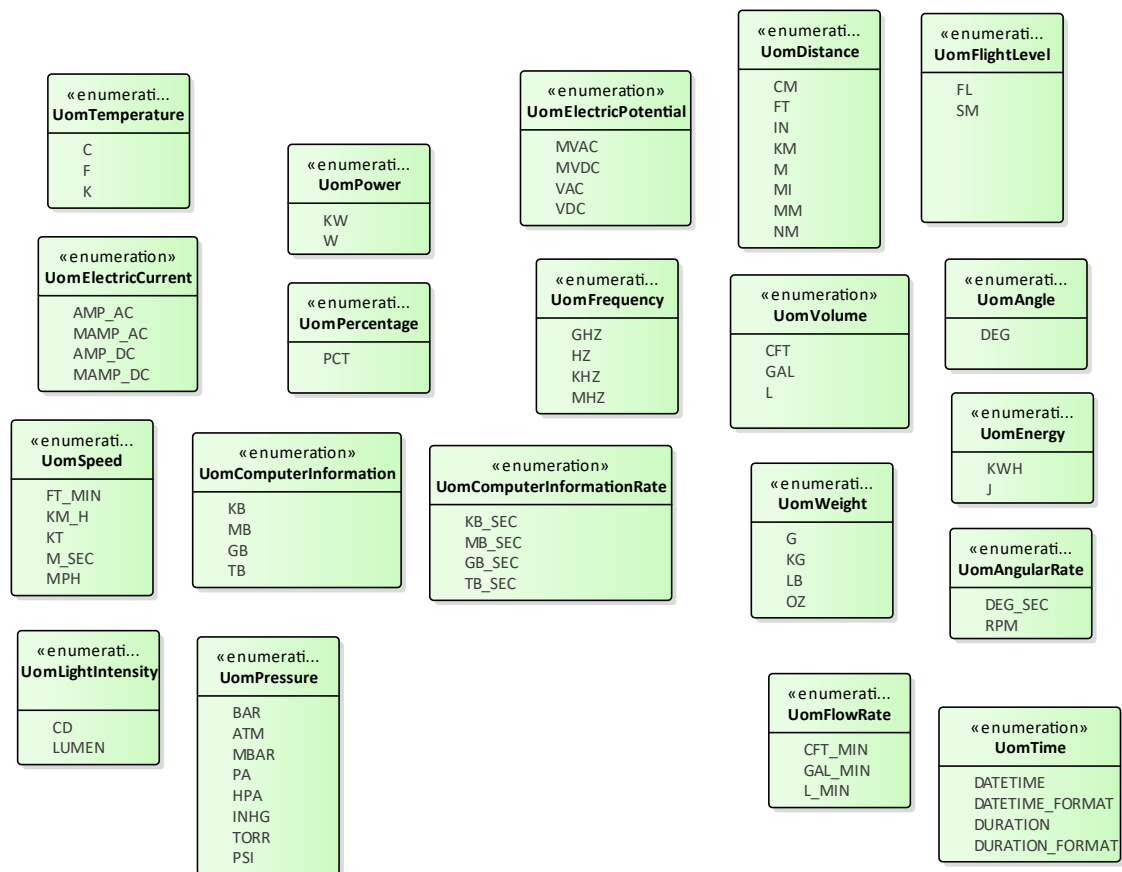 «enumerati...
UomTemperature
C
F
K
«enumerati...
UomPower
KW
W
«enumeration»
UomElectricPotential
MVAC
MVDC
VAC
VDC
«enumerati...
UomDistance
CM
FT
IN
KM
M
MI
MM
NM
«enumerati...
UomFlightLevel
FL
SM
«enumeration»
UomElectricCurrent
AMP_AC
MAMP_AC
AMP_DC
MAMP_DC
«enumerati...
UomPercentage
PCT
«enumerati...
UomFrequency
GHZ
HZ
KHZ
MHZ
«enumeration»
UomVolume
CFT
GAL
L
«enumerati...
UomAngle
DEG
«enumerati...
UomSpeed
FT_MIN
KM_H
KT
M_SEC
MPH
«enumeration»
UomComputerInformation
KB
MB
GB
TB
«enumeration»
UomComputerInformationRate
KB_SEC
MB_SEC
GB_SEC
TB_SEC
«enumerati...
UomWeight
G
KG
LB
OZ
«enumerati...
UomEnergy
KWH
J
«enumerati...
UomAngularRate
DEG_SEC
RPM
«enumerati...
UomLightIntensity
CD
LUMEN
«enumerati...
UomPressure
BAR
ATM
MBAR
PA
HPA
INHG
TORR
PSI
«enumerati...
UomFlowRate
CFT_MIN
GAL_MIN
L_MIN
«enumeration»
UomTime
DATETIME
DATETIME_FORMAT
DURATION
DURATION_FORMAT